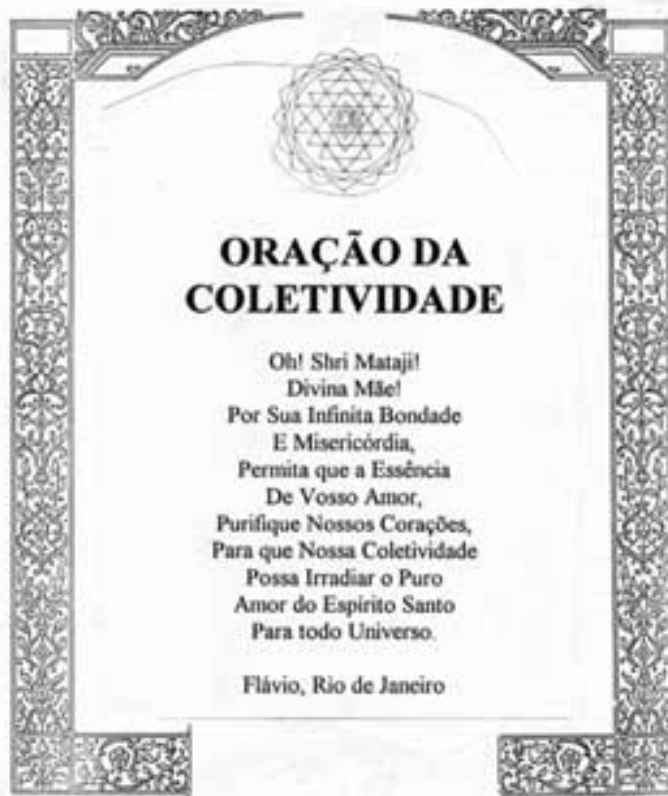 ORAÇÃO DA
COLETIVIDADE
Oh! Shri Mataji!
Divina Mãe!
Por Sua Infinita Bondade
E Misericórdia,
Permita que a Essência
De Vosso Amor,
Purifique Nossos Corações,
Para que Nossa Coletividade
Possa Irradiar o Puro
Amor do Espírito Santo
Para todo Universo.
Flávio, Rio de Janeiro